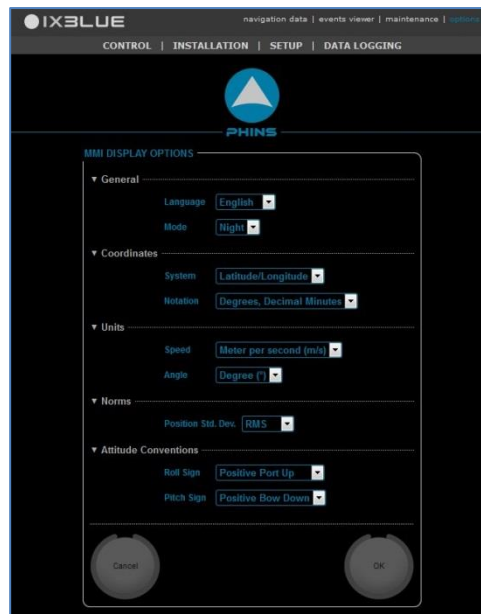 IXBLUE
navigation data | events viewer | maintenance | options
CONTROL | INSTALLATION | SETUP | DATA LOGGING
PHINS
MMI DISPLAY OPTIONS
▼ General
Language English
Mode Night
▼ Coordinates
System Latitude/Longitude
Notation Degrees, Decimal Minutes
▼ Units
Speed Meter per second (m/s)
Angle Degree (°)
▼ Norms
Position Std. Dev. RMS
▼ Attitude Conventions
Roll Sign Positive Port Up
Pitch Sign Positive Bow Down
Cancel OK